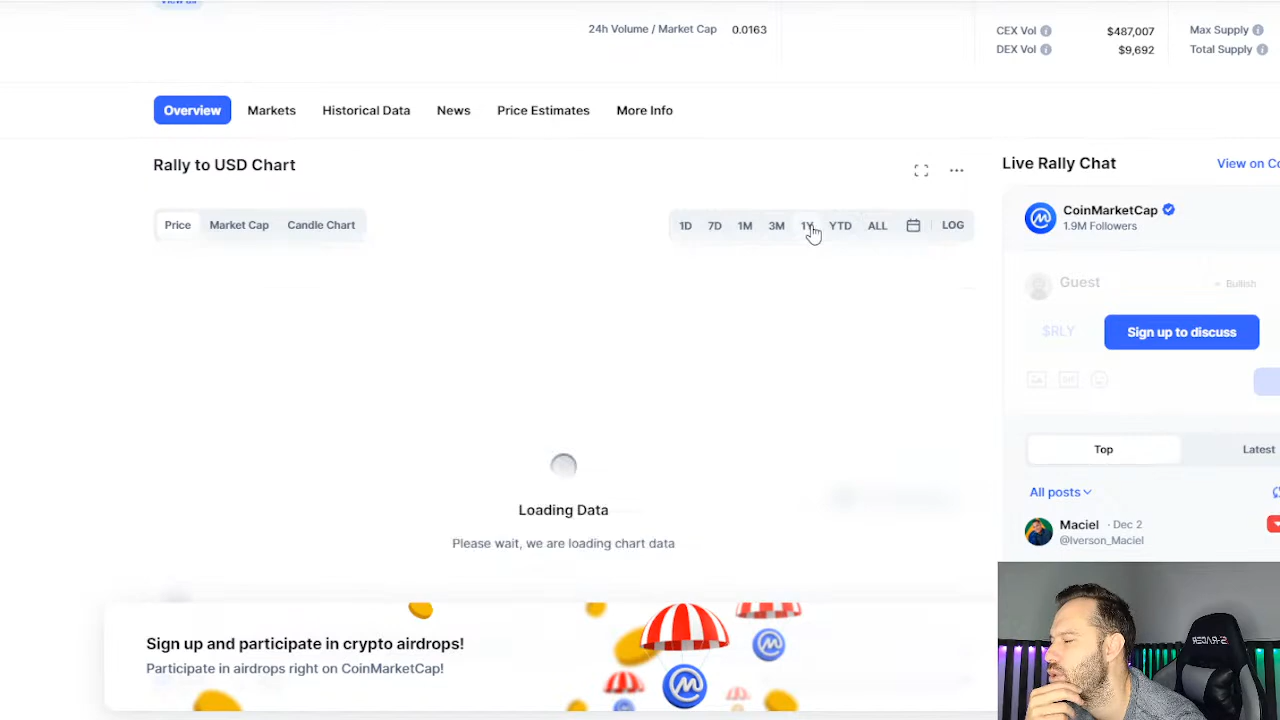 View all
24h Volume / Market Cap 0.0163
CEX Vol $487,007
DEX Vol $9,692
Max Supply
Total Supply
Overview Markets Historical Data News Price Estimates More Info
Rally to USD Chart
Price Market Cap Candle Chart
1D 7D 1M 3M 1Y YTD ALL LOG
Loading Data
Please wait, we are loading chart data
Sign up and participate in crypto airdrops!
Participate in airdrops right on CoinMarketCap!
Live Rally Chat View on Co
CoinMarketCap
1.9M Followers
Guest Bullish
$RLY
Sign up to discuss
GIF
Top Latest
All posts
Maciel · Dec 2
@Iverson_Maciel